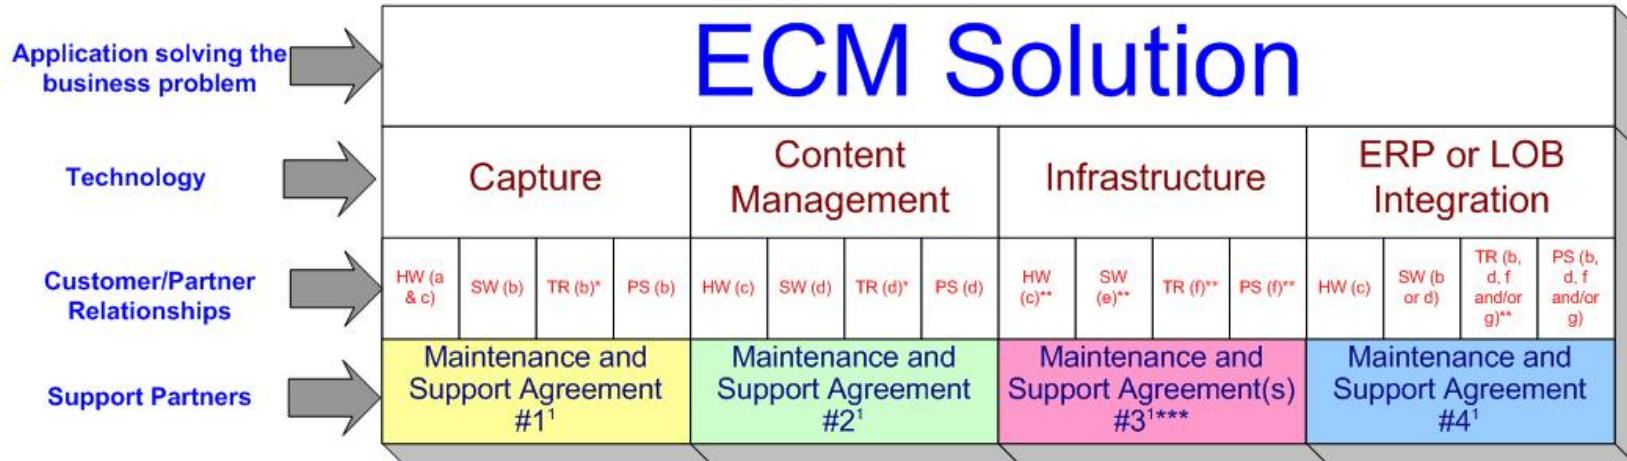 Application solving the
business problem
ECM Solution
Technology
Capture
Content
Management
Infrastructure
ERP or LOB
Integration
Customer/Partner
Relationships
HW (a
& c)
SW (b)
TR (b)*
PS (b)
HW (c)
SW (d)
TR (d)*
PS (d)
HW
(c)**
SW
(e)**
TR (f)**
PS (f)**
HW (c)
SW (b
or d)
TR (b,
d, f
and/or
g)**
PS (b,
d, f
and/or
g)
Support Partners
Maintenance and
Support Agreement
#1¹
Maintenance and
Support Agreement
#2¹
Maintenance and
Support Agreement(s)
#3¹***
Maintenance and
Support Agreement
#4¹